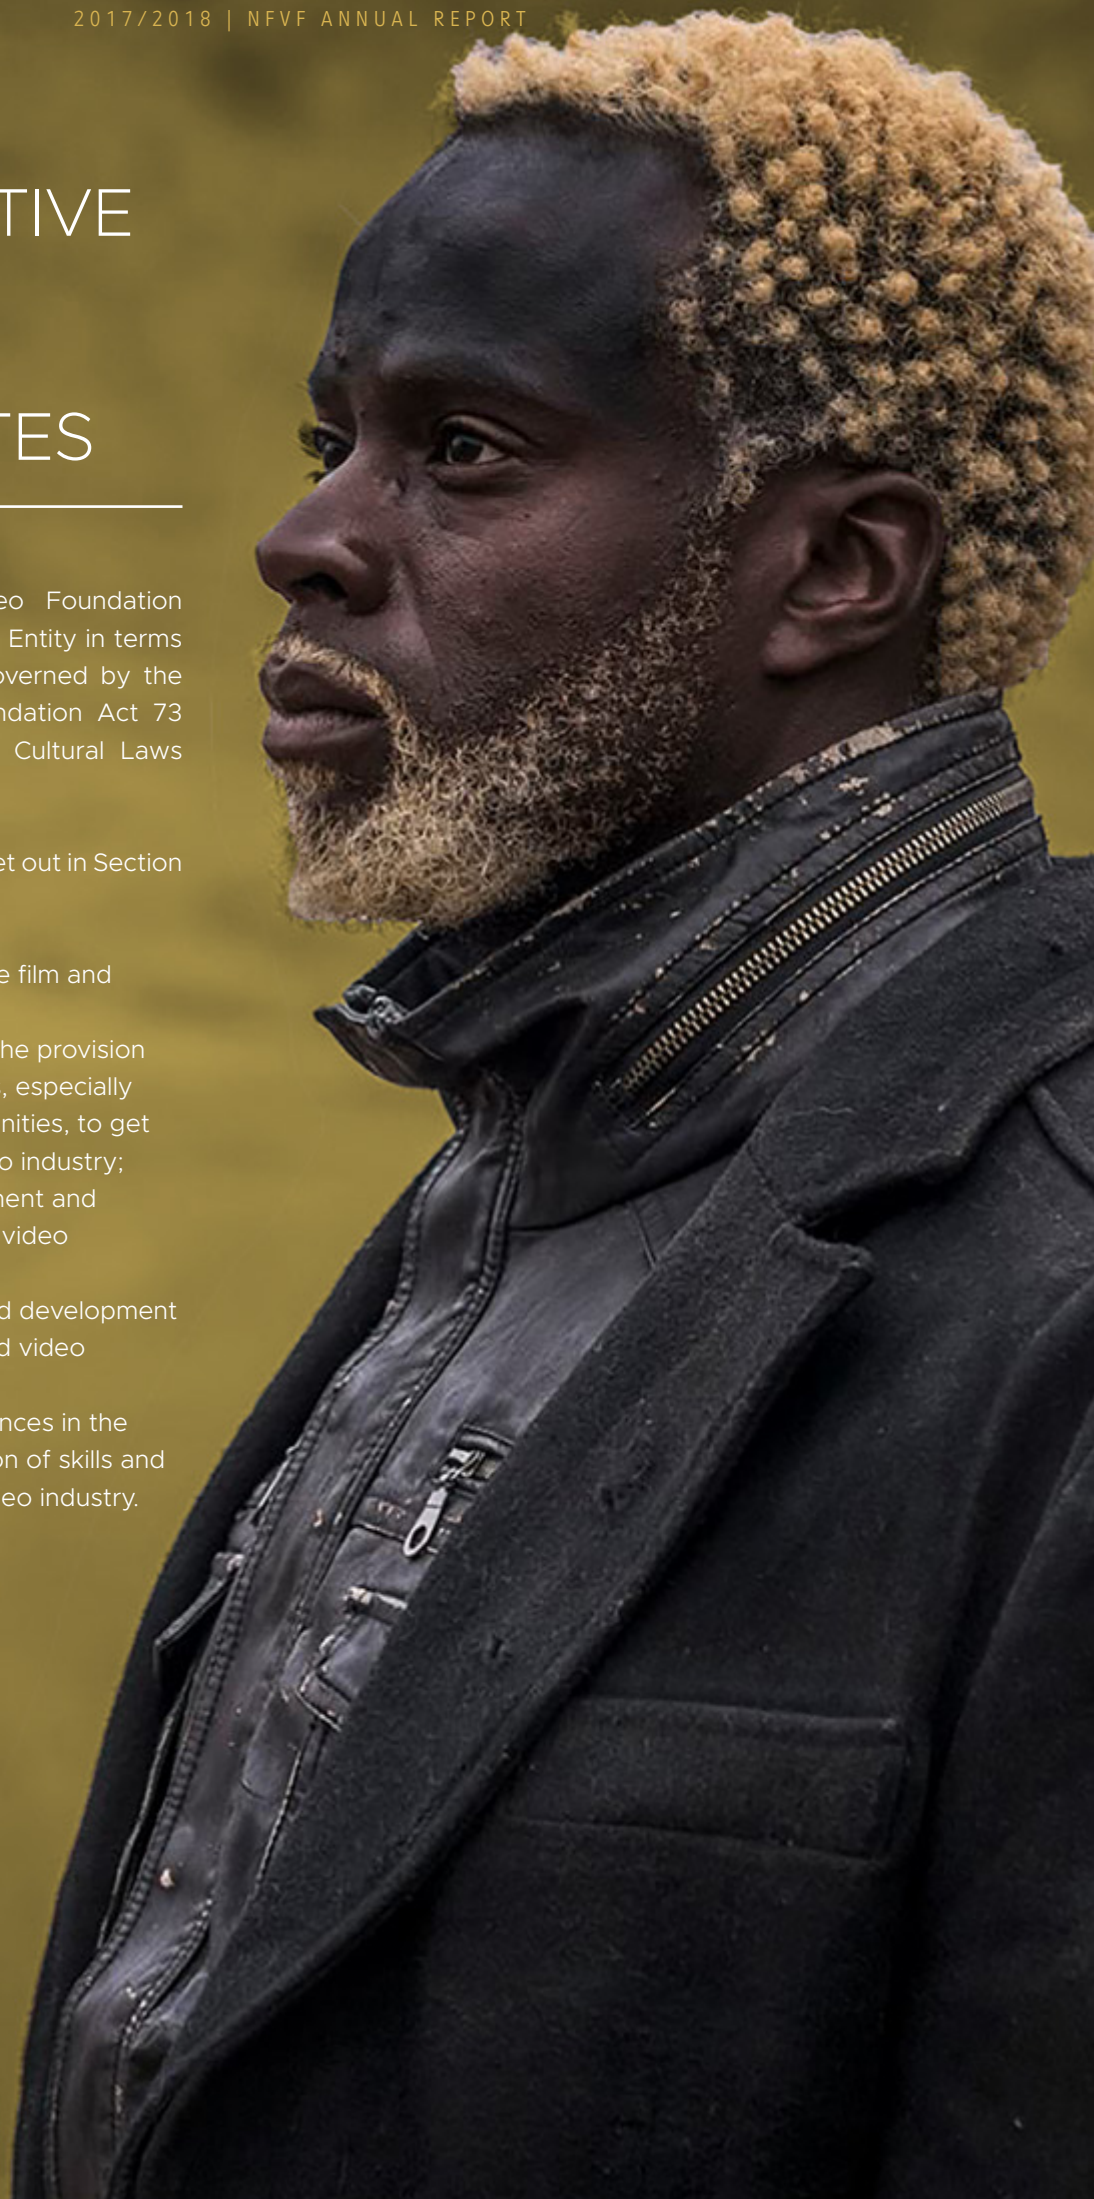 2017/2018 | NFVF ANNUAL REPORT
TIVE
TES
eo Foundation
Entity in terms
overned by the
ndation Act 73
Cultural Laws
et out in Section
e film and
he provision
, especially
nities, to get
o industry;
nent and
video
d development
d video
nces in the
on of skills and
eo industry.